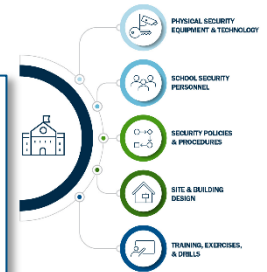 PHYSICAL SECURITY
EQUIPMENT & TECHNOLOGY
SCHOOL SECURITY
PERSONNEL
SECURITY POLICIES
& PROCEDURES
SITE & BUILDING
DESIGN
TRAINING, EXERCISES,
& DRILLS